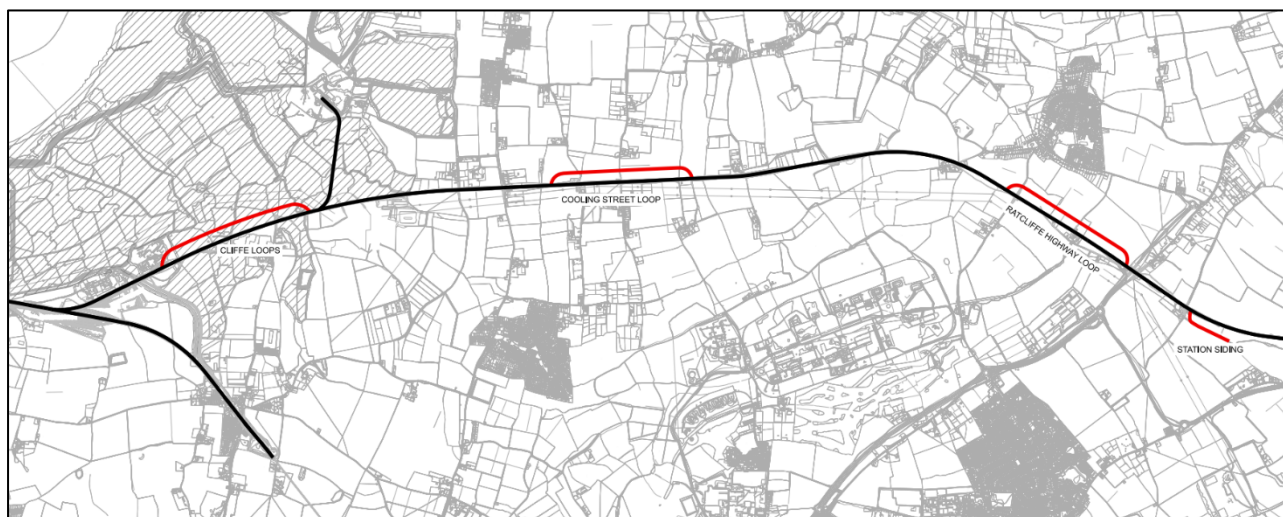 COOLING STREET LOOP
CLIFFE LOOPS
RATCLIFFE HIGHWAY LOOP
STATION SIDING